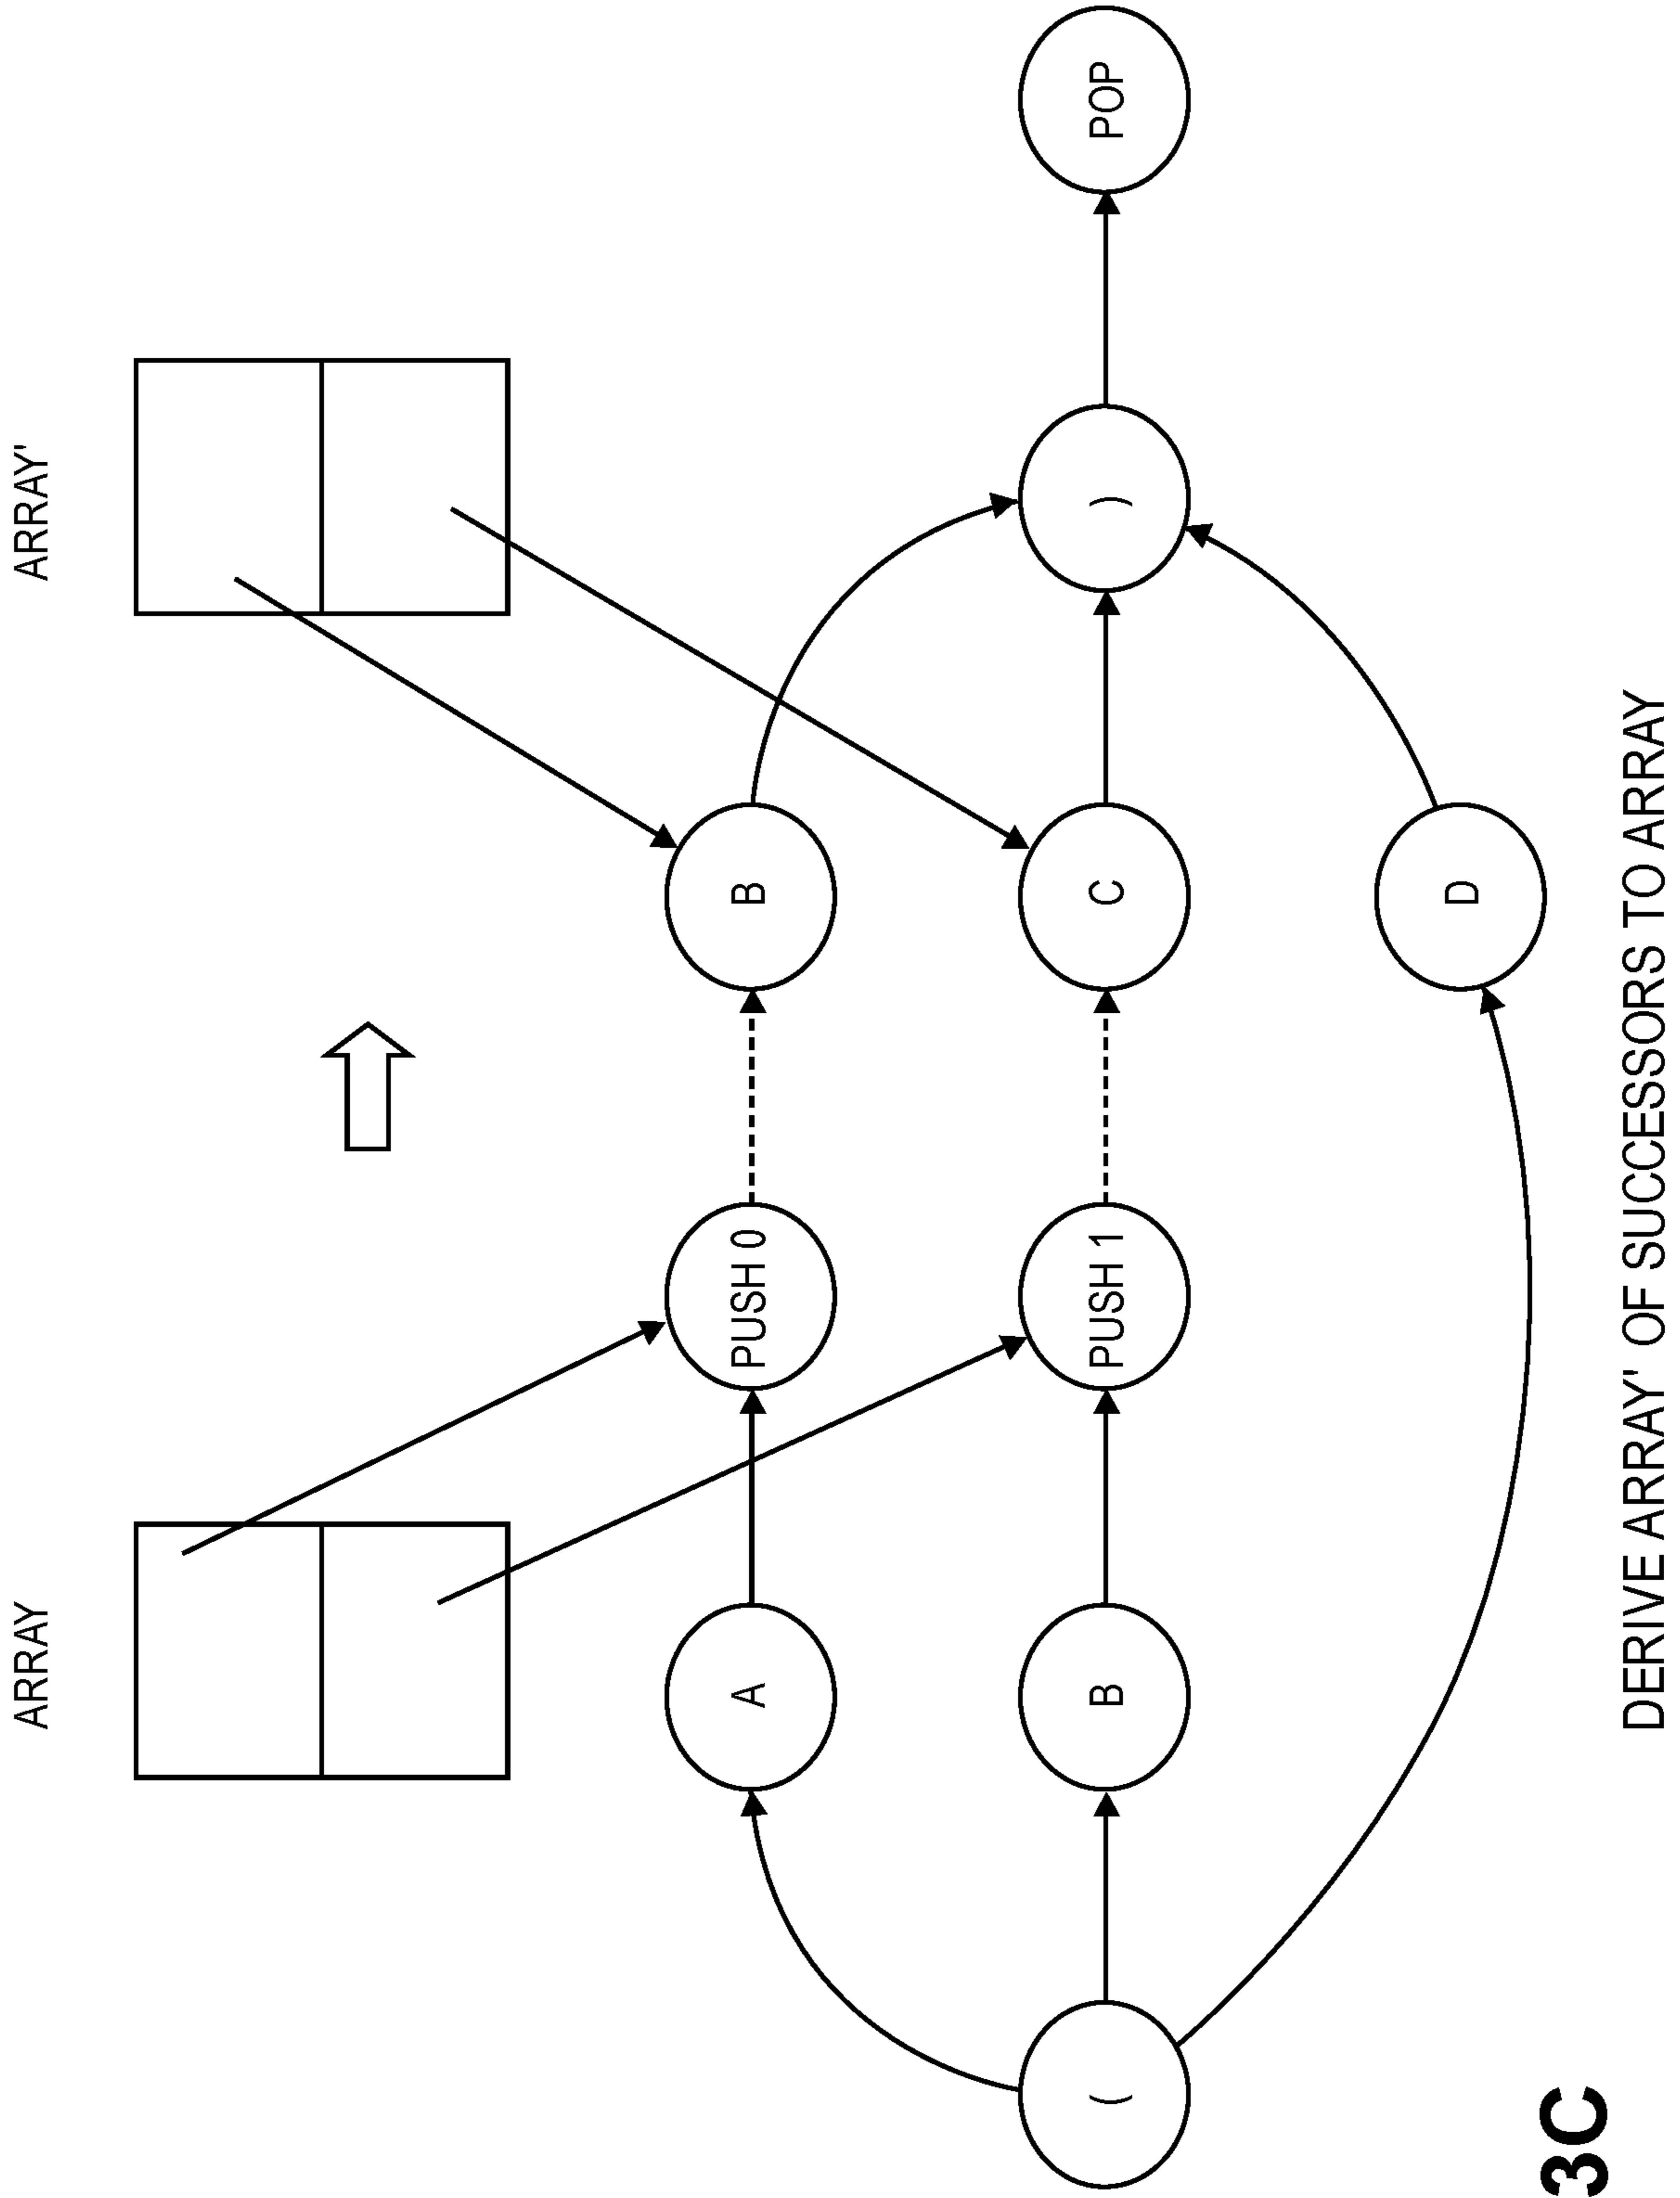 ARRAY
ARRAY'
A
PUSH 0
B
(
B
PUSH 1
C
)
POP
D
DERIVE ARRAY' OF SUCCESSORS TO ARRAY
3C